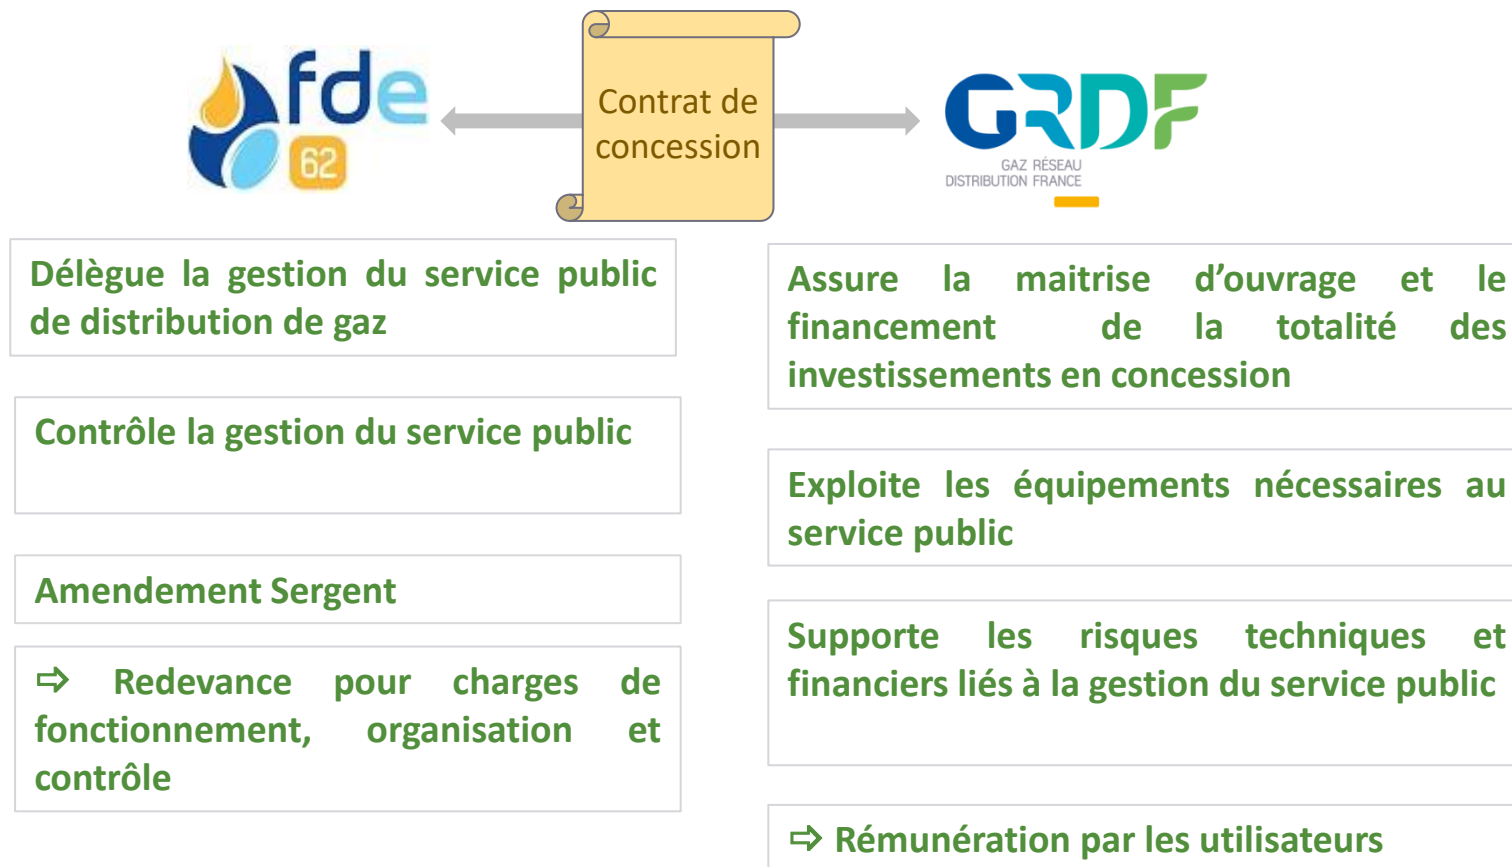 fde
62
Contrat de
concession
GRDF
GAZ RÉSEAU
DISTRIBUTION FRANCE
Délègue la gestion du service public
de distribution de gaz
Contrôle la gestion du service public
Amendement Sergent
⇨ Redevance pour charges de
fonctionnement, organisation et
contrôle
Assure la maitrise d’ouvrage et le
financement de la totalité des
investissements en concession
Exploite les équipements nécessaires au
service public
Supporte les risques techniques et
financiers liés à la gestion du service public
⇨ Rémunération par les utilisateurs